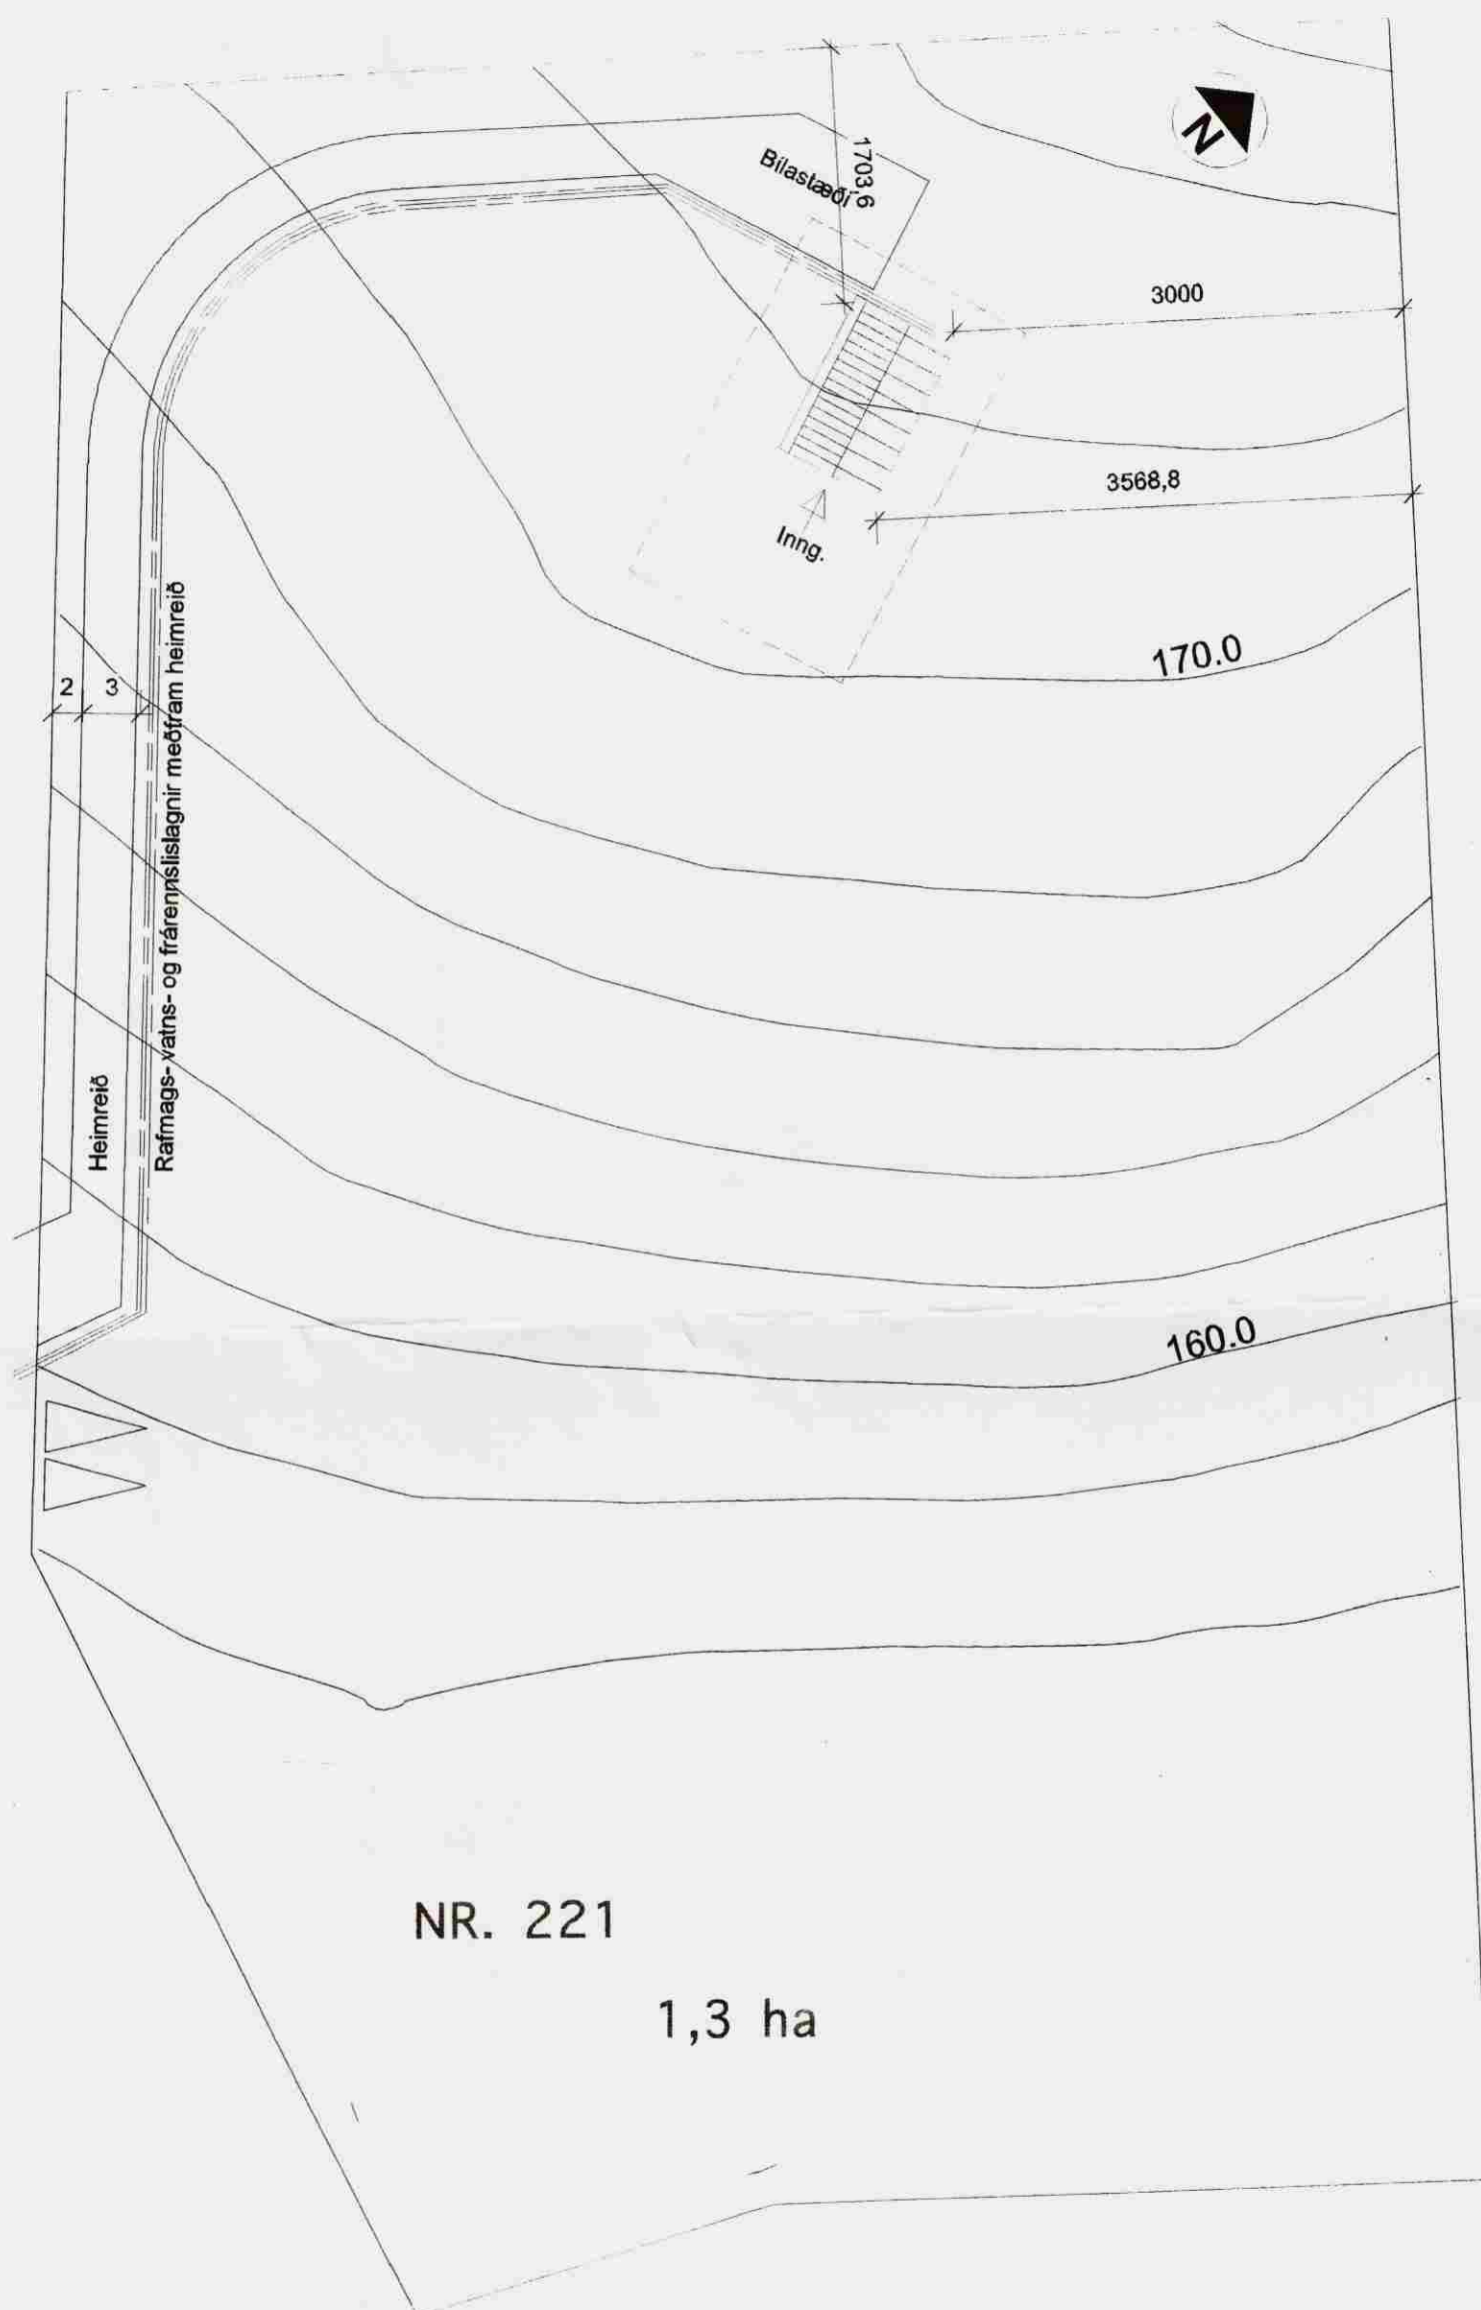 N
1703,6
Bílastæði
3000
3568,8
Inng.
170.0
2
3
Rafmags- vatns- og frárennslislagnir meðfram heimreið
Heimreið
160.0
NR. 221
1,3 ha